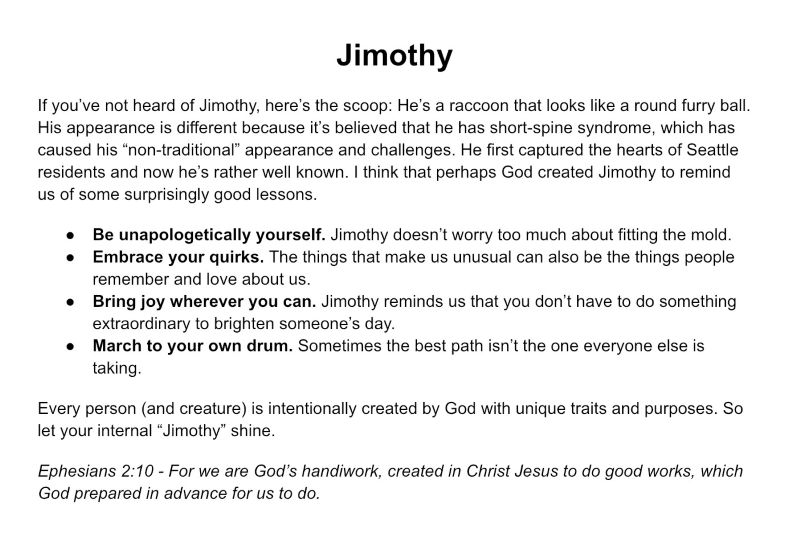 Jimothy
If you’ve not heard of Jimothy, here’s the scoop: He’s a raccoon that looks like a round furry ball.
His appearance is different because it’s believed that he has short-spine syndrome, which has
caused his “non-traditional” appearance and challenges. He first captured the hearts of Seattle
residents and now he’s rather well known. I think that perhaps God created Jimothy to remind
us of some surprisingly good lessons.
● Be unapologetically yourself. Jimothy doesn’t worry too much about fitting the mold.
● Embrace your quirks. The things that make us unusual can also be the things people
remember and love about us.
● Bring joy wherever you can. Jimothy reminds us that you don’t have to do something
extraordinary to brighten someone’s day.
● March to your own drum. Sometimes the best path isn’t the one everyone else is
taking.
Every person (and creature) is intentionally created by God with unique traits and purposes. So
let your internal “Jimothy” shine.
Ephesians 2:10 - For we are God’s handiwork, created in Christ Jesus to do good works, which
God prepared in advance for us to do.